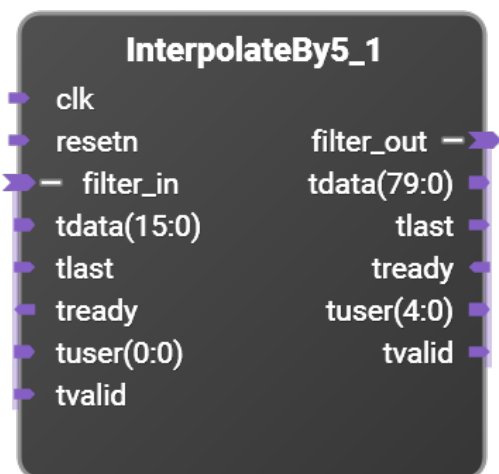 InterpolateBy5_1
clk
resetn
filter_out
filter_in
tdata(79:0)
tdata(15:0)
tlast
tlast
tready
tready
tuser(4:0)
tuser(0:0)
tvalid
tvalid